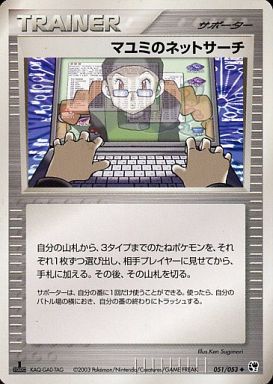 TRAINER
サポーター
マユミのネットサーチ
自分の山札から、3タイプまでのたねポケモンを、それ
ぞれ1枚ずつ選び出し、相手プレイヤーに見せてから、
手札に加える。その後、その山札を切る。
サポーターは、自分の番に1回だけ使うことができる。使ったら、自分の
バトル場の横におき、自分の番の終わりにトラッシュする。
Illus.Ken Sugimori
KAQ-GA0-TAG
©2003 Pokémon/Nintendo/Creatures/GAME FREAK
051/053